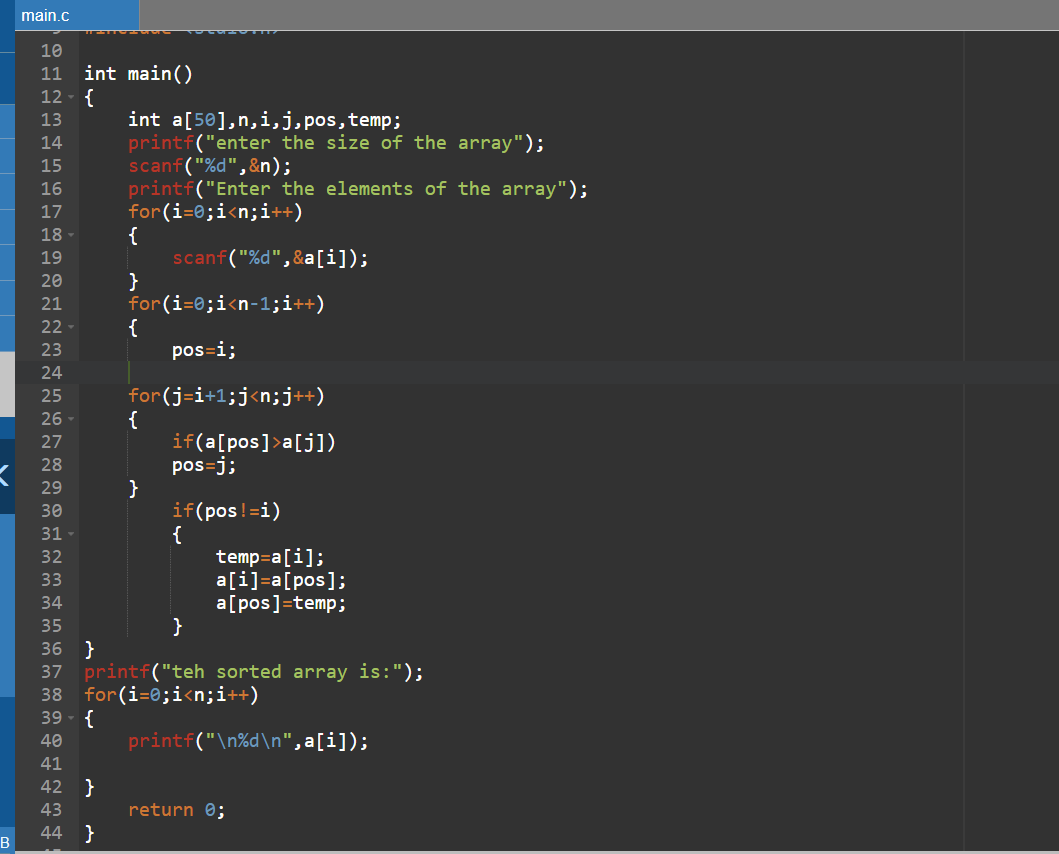 main.c
10
11 int main()
12 {
13 int a[50],n,i,j,pos,temp;
14 printf("enter the size of the array");
15 scanf("%d",&n);
16 printf("Enter the elements of the array");
17 for(i=0;i<n;i++)
18 {
19 scanf("%d",&a[i]);
20 }
21 for(i=0;i<n-1;i++)
22 {
23 pos=i;
24
25 for(j=i+1;j<n;j++)
26 {
27 if(a[pos]>a[j])
28 pos=j;
29 }
30 if(pos!=i)
31 {
32 temp=a[i];
33 a[i]=a[pos];
34 a[pos]=temp;
35 }
36 }
37 printf("teh sorted array is:");
38 for(i=0;i<n;i++)
39 {
40 printf("\n%d\n",a[i]);
41
42 }
43 return 0;
44 }
B